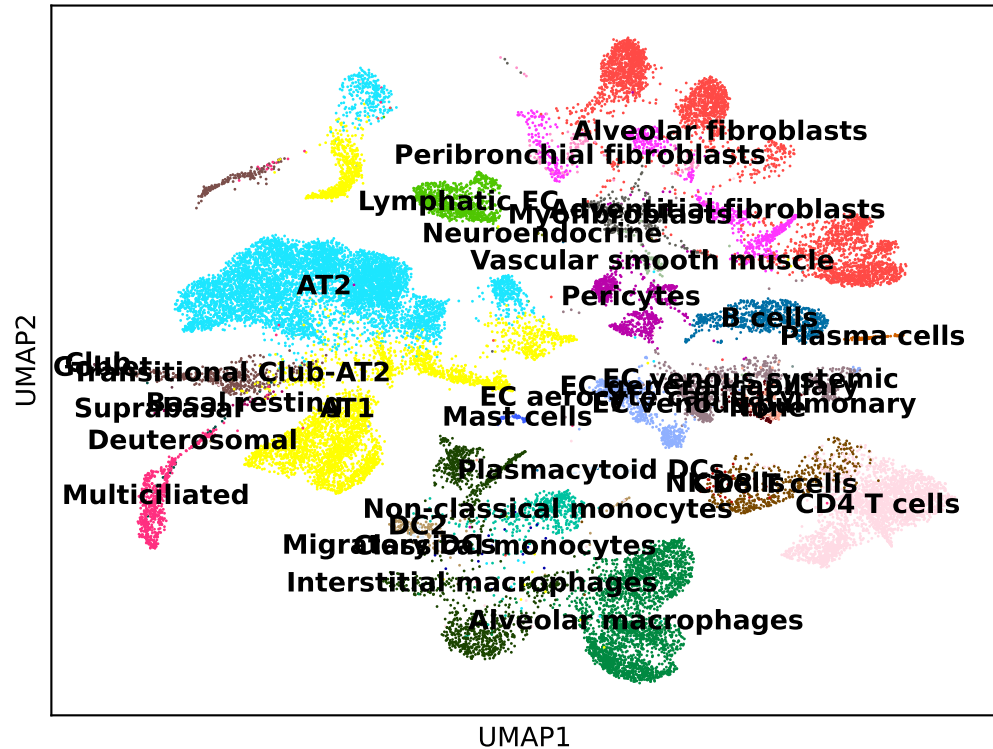 Alveolar fibroblasts
Peribronchial fibroblasts
Lymphatic EC
Adventitial fibroblasts
Myofibroblasts
Neuroendocrine
Vascular smooth muscle
AT2
Pericytes
B cells
Plasma cells
Club
Goblet
Transitional Club-AT2
EC venous systemic
EC general capillary
EC aerocyte capillary
EC venous pulmonary
None
Basal resting
Suprabasal
AT1
Mast cells
Deuterosomal
Plasmacytoid DCs
NK cells
CD8 T cells
Multiciliated
CD4 T cells
Non-classical monocytes
DC2
Migratory DCs
Classical monocytes
Interstitial macrophages
Alveolar macrophages
UMAP2
UMAP1